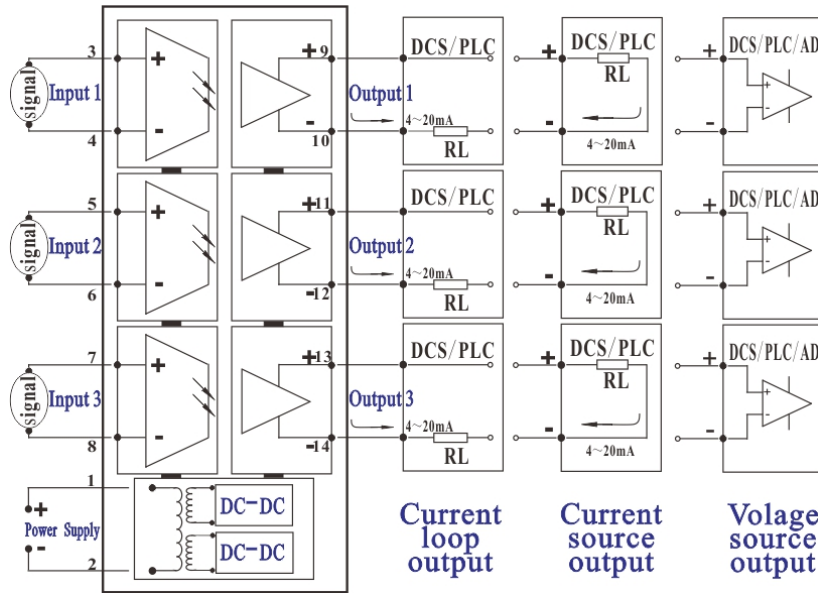 3
signal
Input 1
4
+
-
+
9
-
10
Output 1
4~20mA
DCS/PLC
RL
+
-
DCS/PLC
RL
4~20mA
+
-
DCS/PLC/AD
+
-
5
signal
Input 2
6
+
-
+
11
-
12
Output 2
4~20mA
DCS/PLC
RL
+
-
DCS/PLC
RL
4~20mA
+
-
DCS/PLC/AD
+
-
7
signal
Input 3
8
+
-
+
13
-
14
Output 3
4~20mA
DCS/PLC
RL
+
-
DCS/PLC
RL
4~20mA
+
-
DCS/PLC/AD
+
-
1
+
Power Supply
-
2
DC-DC
DC-DC
Current
loop
output
Current
source
output
Volage
source
output